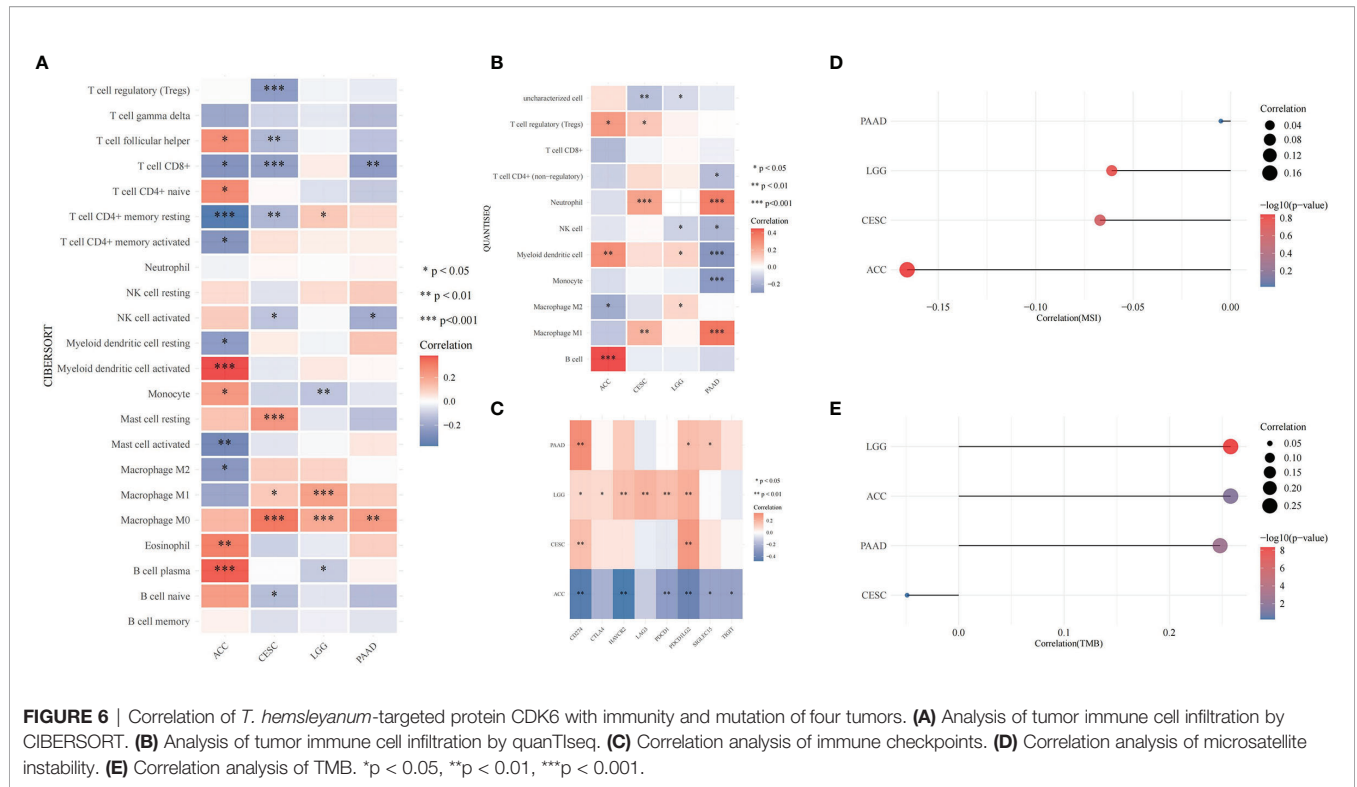 A
CIBERSORT
T cell regulatory (Tregs) ***
T cell gamma delta
T cell follicular helper * **
T cell CD8+ * *** **
T cell CD4+ naive *
T cell CD4+ memory resting *** ** *
T cell CD4+ memory activated *
Neutrophil
NK cell resting
NK cell activated * *
Myeloid dendritic cell resting *
Myeloid dendritic cell activated ***
Monocyte * **
Mast cell resting ***
Mast cell activated **
Macrophage M2 *
Macrophage M1 * ***
Macrophage M0 *** *** **
Eosinophil **
B cell plasma *** *
B cell naive *
B cell memory
ACC CESC LGG PAAD
* p < 0.05
** p < 0.01
*** p<0.001
Correlation
0.2
0.0
−0.2
B
QUANTISEQ
uncharacterized cell ** *
T cell regulatory (Tregs) * *
T cell CD8+
T cell CD4+ (non-regulatory) *
Neutrophil *** ***
NK cell * *
Myeloid dendritic cell ** * ***
Monocyte ***
Macrophage M2 * *
Macrophage M1 ** ***
B cell ***
ACC CESC LGG PAAD
* p < 0.05
** p < 0.01
*** p<0.001
Correlation
0.4
0.2
0.0
−0.2
C
PAAD ** * *
LGG * * ** ** ** **
CESC ** **
ACC ** ** ** ** * *
CD274 CTLA4 HAVCR2 LAG3 PDCD1 PDCD1LG2 SIGLEC15 TIGIT
* p < 0.05
** p < 0.01
Correlation
0.2
0.0
−0.2
−0.4
D
PAAD
LGG
CESC
ACC
−0.15 −0.10 −0.05 0.00
Correlation(MSI)
Correlation
0.04
0.08
0.12
0.16
−log10(p−value)
0.8
0.6
0.4
0.2
E
LGG
ACC
PAAD
CESC
0.0 0.1 0.2
Correlation(TMB)
Correlation
0.05
0.10
0.15
0.20
0.25
−log10(p−value)
8
6
4
2
FIGURE 6 | Correlation of T. hemsleyanum-targeted protein CDK6 with immunity and mutation of four tumors. (A) Analysis of tumor immune cell infiltration by
CIBERSORT. (B) Analysis of tumor immune cell infiltration by quanTIseq. (C) Correlation analysis of immune checkpoints. (D) Correlation analysis of microsatellite
instability. (E) Correlation analysis of TMB. *p < 0.05, **p < 0.01, ***p < 0.001.